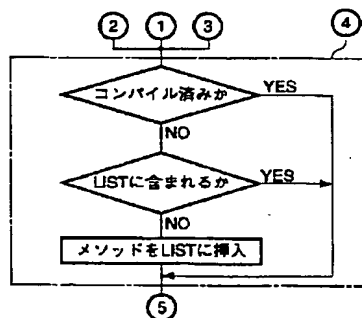 ② ① ③
④
コンパイル済みか YES
NO
LISTに含まれるか YES
NO
メソッドをLISTに挿入
⑤